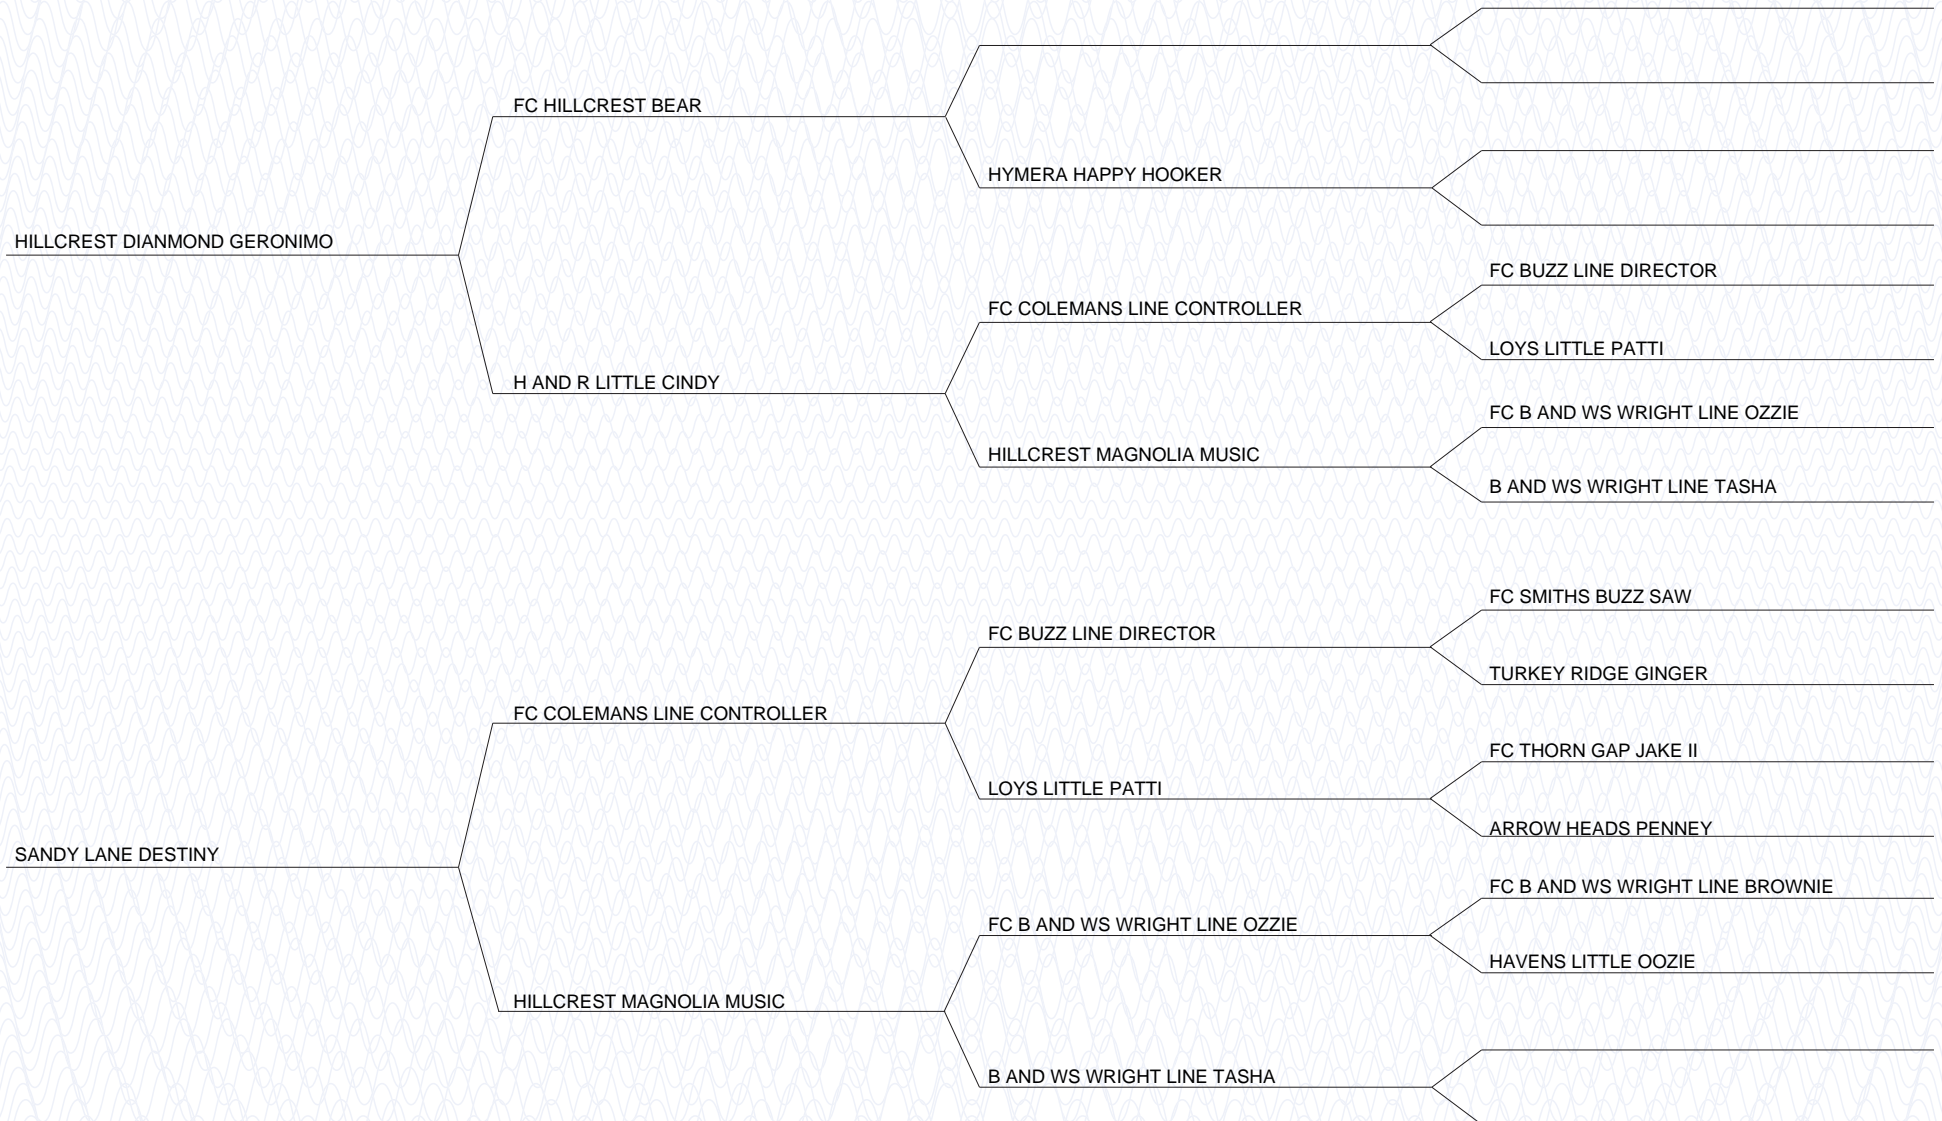 FC HILLCREST BEAR
HYMERA HAPPY HOOKER
HILLCREST DIANMOND GERONIMO
FC BUZZ LINE DIRECTOR
FC COLEMANS LINE CONTROLLER
LOYS LITTLE PATTI
H AND R LITTLE CINDY
FC B AND WS WRIGHT LINE OZZIE
HILLCREST MAGNOLIA MUSIC
B AND WS WRIGHT LINE TASHA
FC SMITHS BUZZ SAW
FC BUZZ LINE DIRECTOR
TURKEY RIDGE GINGER
FC COLEMANS LINE CONTROLLER
FC THORN GAP JAKE II
LOYS LITTLE PATTI
ARROW HEADS PENNEY
SANDY LANE DESTINY
FC B AND WS WRIGHT LINE BROWNIE
FC B AND WS WRIGHT LINE OZZIE
HAVENS LITTLE OOZIE
HILLCREST MAGNOLIA MUSIC
B AND WS WRIGHT LINE TASHA